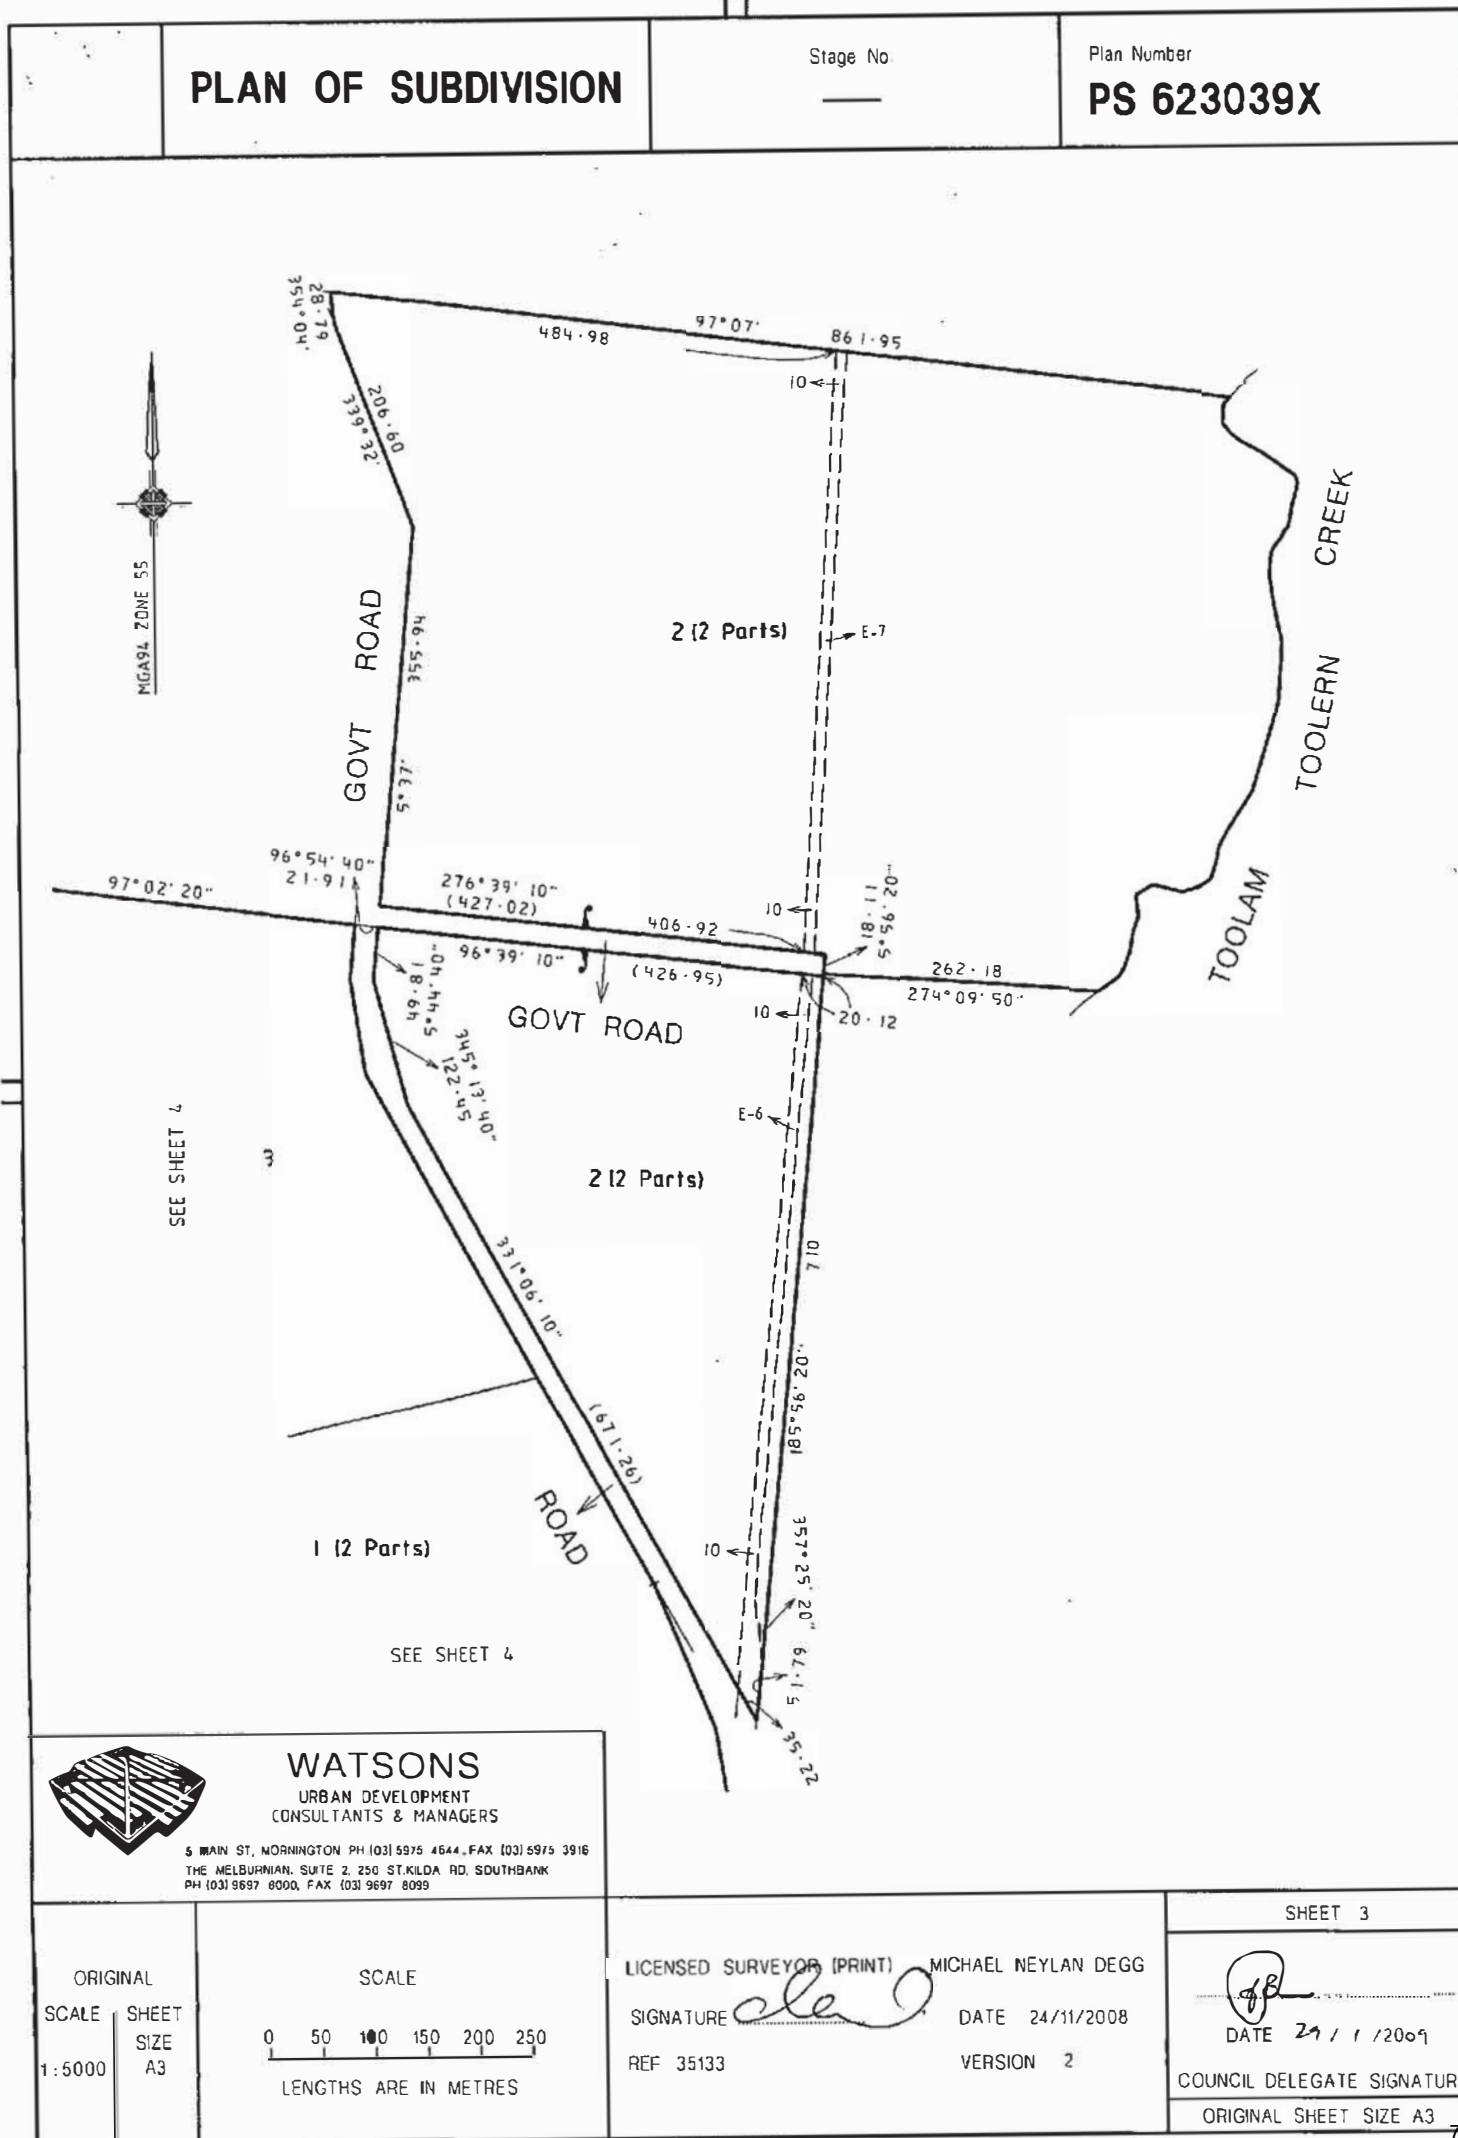 PLAN OF SUBDIVISION
Stage No.
Plan Number
PS 623039X
28·79
354°04'
484·98
97°07'
861·95
10
206·60
339°32'
MGA94 ZONE 55
GOVT ROAD
355·94
5°37'
2 (2 Parts)
E-7
TOOLAM TOOLERN CREEK
96°54'40"
21·91
97°02'20"
276°39'10"
(427·02)
406·92
10
18·11
5°56'20"
96°39'10"
(426·95)
262·18
274°09'50"
GOVT ROAD
10
20·12
49·81
5°44'40"
345°13'40"
122·45
E-6
SEE SHEET 4
3
2 (2 Parts)
710
331°06'10"
185°56'20"
(671·26)
ROAD
1 (2 Parts)
10
357°25'20"
SEE SHEET 4
51·79
35·22
WATSONS
URBAN DEVELOPMENT
CONSULTANTS & MANAGERS
5 MAIN ST, MORNINGTON PH (03) 5975 4644, FAX (03) 5975 3916
THE MELBURNIAN, SUITE 2, 250 ST.KILDA RD, SOUTHBANK
PH (03) 9697 8000, FAX (03) 9697 8099
ORIGINAL
SCALE SHEET SIZE
1:5000 A3
SCALE
0 50 100 150 200 250
LENGTHS ARE IN METRES
LICENSED SURVEYOR (PRINT) MICHAEL NEYLAN DEGG
SIGNATURE DATE 24/11/2008
REF 35133 VERSION 2
SHEET 3
DATE 29 / 1 / 2009
COUNCIL DELEGATE SIGNATUR
ORIGINAL SHEET SIZE A3